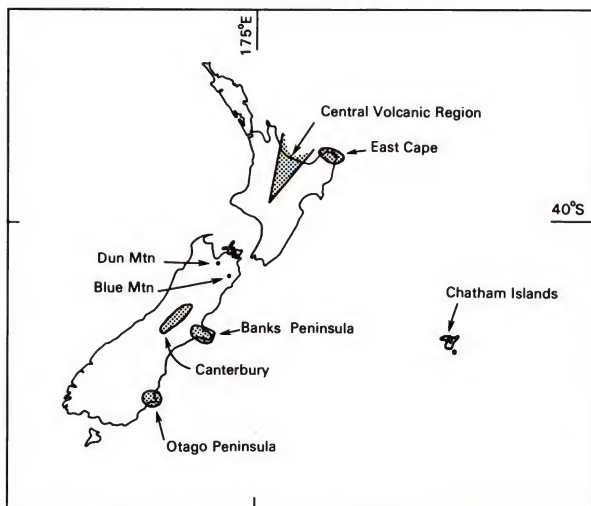 175°E
Central Volcanic Region
East Cape
40°S
Dun Mtn
Blue Mtn
Chatham Islands
Banks Peninsula
Canterbury
Otago Peninsula